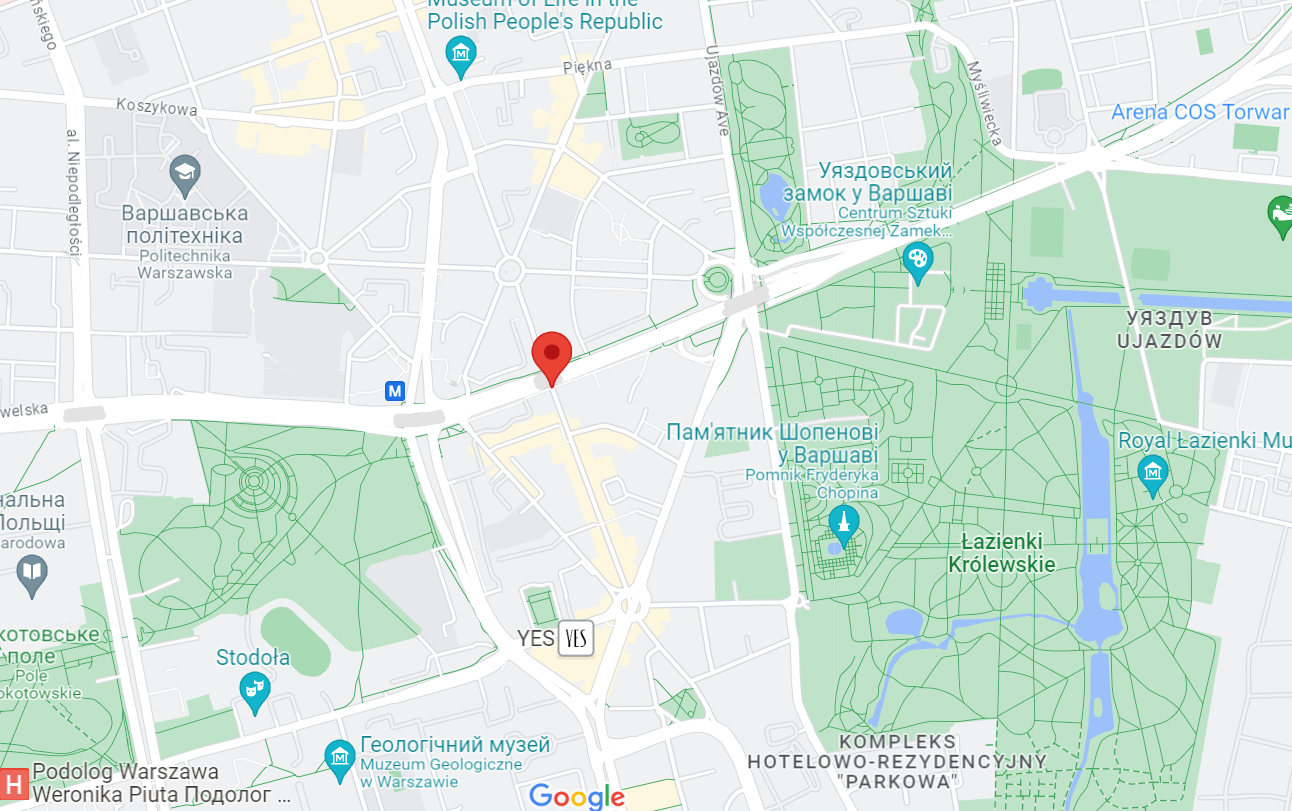 Museum of Life in the
Polish People's Republic
Piękna
Koszykowa
al. Niepodległości
Ujazdów Ave
Myśliwiecka
Arena COS Torwar
Варшавська
політехніка
Politechnika
Warszawska
Уяздовський
замок у Варшаві
Centrum Sztuki
Współczesnej Zamek...
УЯЗДУВ
UJAZDÓW
M
welska
Пам'ятник Шопенові
у Варшаві
Pomnik Fryderyka
Chopina
Royal Łazienki Mu
нальна
Польщі
arodowa
Łazienki
Królewskie
YES YES
котовське
поле
Pole
okotowskie
Stodoła
Геологічний музей
Muzeum Geologiczne
w Warszawie
KOMPLEKS
HOTELOWO-REZYDENCYJNY
"PARKOWA"
H
Podolog Warszawa
Weronika Piuta Подолог ...
Google